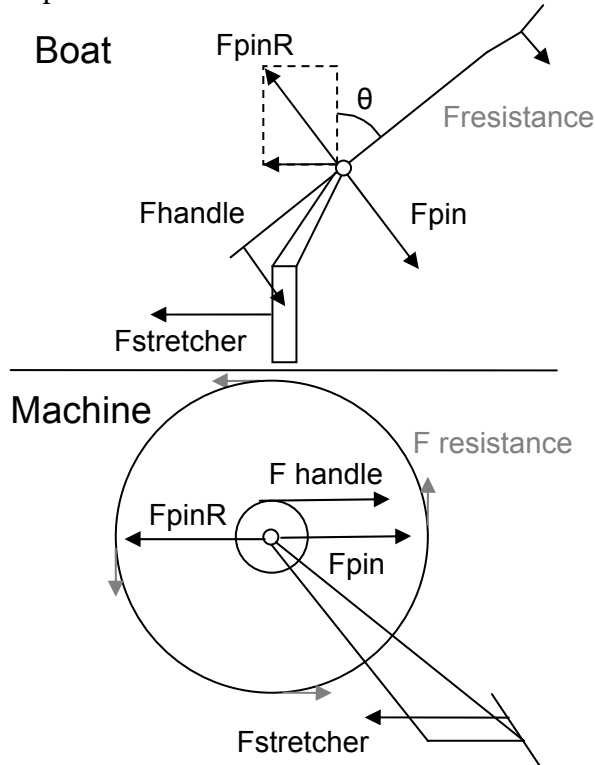 Boat
FpinR
θ
Fresistance
Fhandle
Fpin
Fstretcher
Machine
F resistance
F handle
FpinR
Fpin
Fstretcher